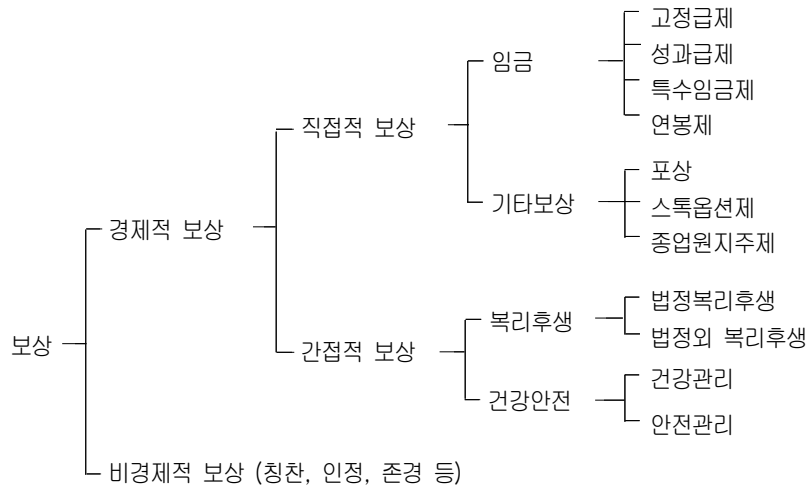 고정급제
임금
성과급제
특수임금제
직접적 보상
연봉제
포상
기타보상
스톡옵션제
경제적 보상
종업원지주제
법정복리후생
복리후생
보상
간접적 보상
법정외 복리후생
건강관리
건강안전
안전관리
비경제적 보상 (칭찬, 인정, 존경 등)